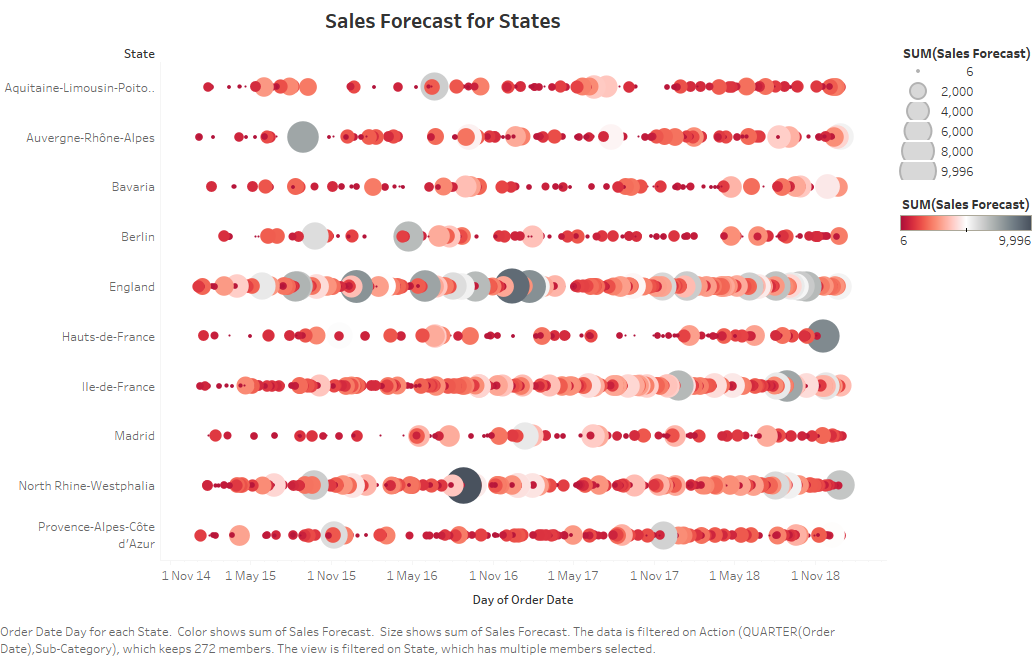 Sales Forecast for States
State
Aquitaine-Limousin-Poito..
Auvergne-Rhône-Alpes
Bavaria
Berlin
England
Hauts-de-France
Ile-de-France
Madrid
North Rhine-Westphalia
Provence-Alpes-Côte
d'Azur
1 Nov 14 1 May 15 1 Nov 15 1 May 16 1 Nov 16 1 May 17 1 Nov 17 1 May 18 1 Nov 18
Day of Order Date
SUM(Sales Forecast)
6
2,000
4,000
6,000
8,000
9,996
SUM(Sales Forecast)
6 9,996
Order Date Day for each State. Color shows sum of Sales Forecast. Size shows sum of Sales Forecast. The data is filtered on Action (QUARTER(Order
Date),Sub-Category), which keeps 272 members. The view is filtered on State, which has multiple members selected.